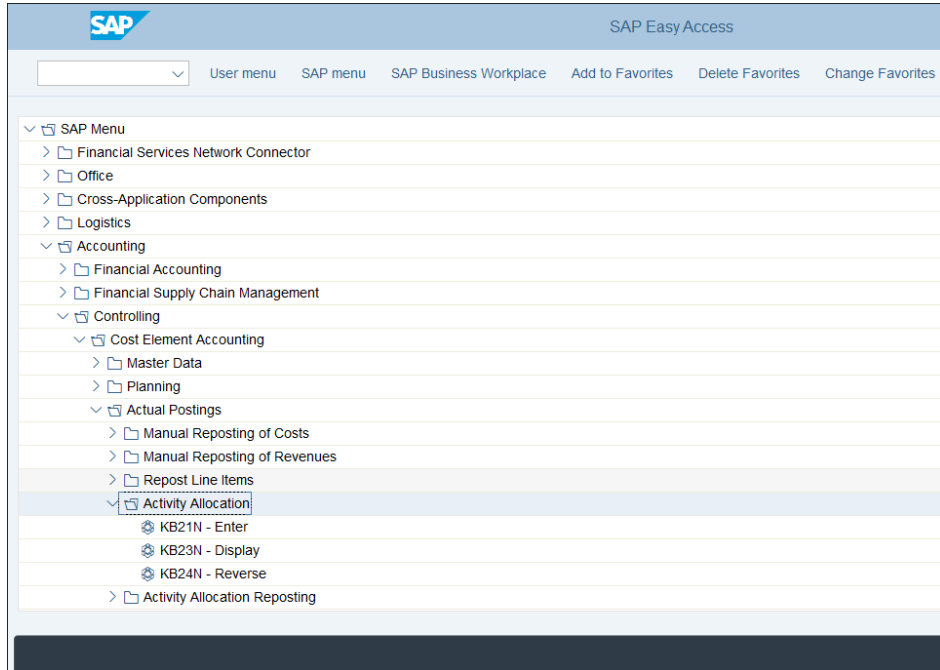 SAP
SAP Easy Access
User menu SAP menu SAP Business Workplace Add to Favorites Delete Favorites Change Favorites
SAP Menu
Financial Services Network Connector
Office
Cross-Application Components
Logistics
Accounting
Financial Accounting
Financial Supply Chain Management
Controlling
Cost Element Accounting
Master Data
Planning
Actual Postings
Manual Reposting of Costs
Manual Reposting of Revenues
Repost Line Items
Activity Allocation
KB21N - Enter
KB23N - Display
KB24N - Reverse
Activity Allocation Reposting